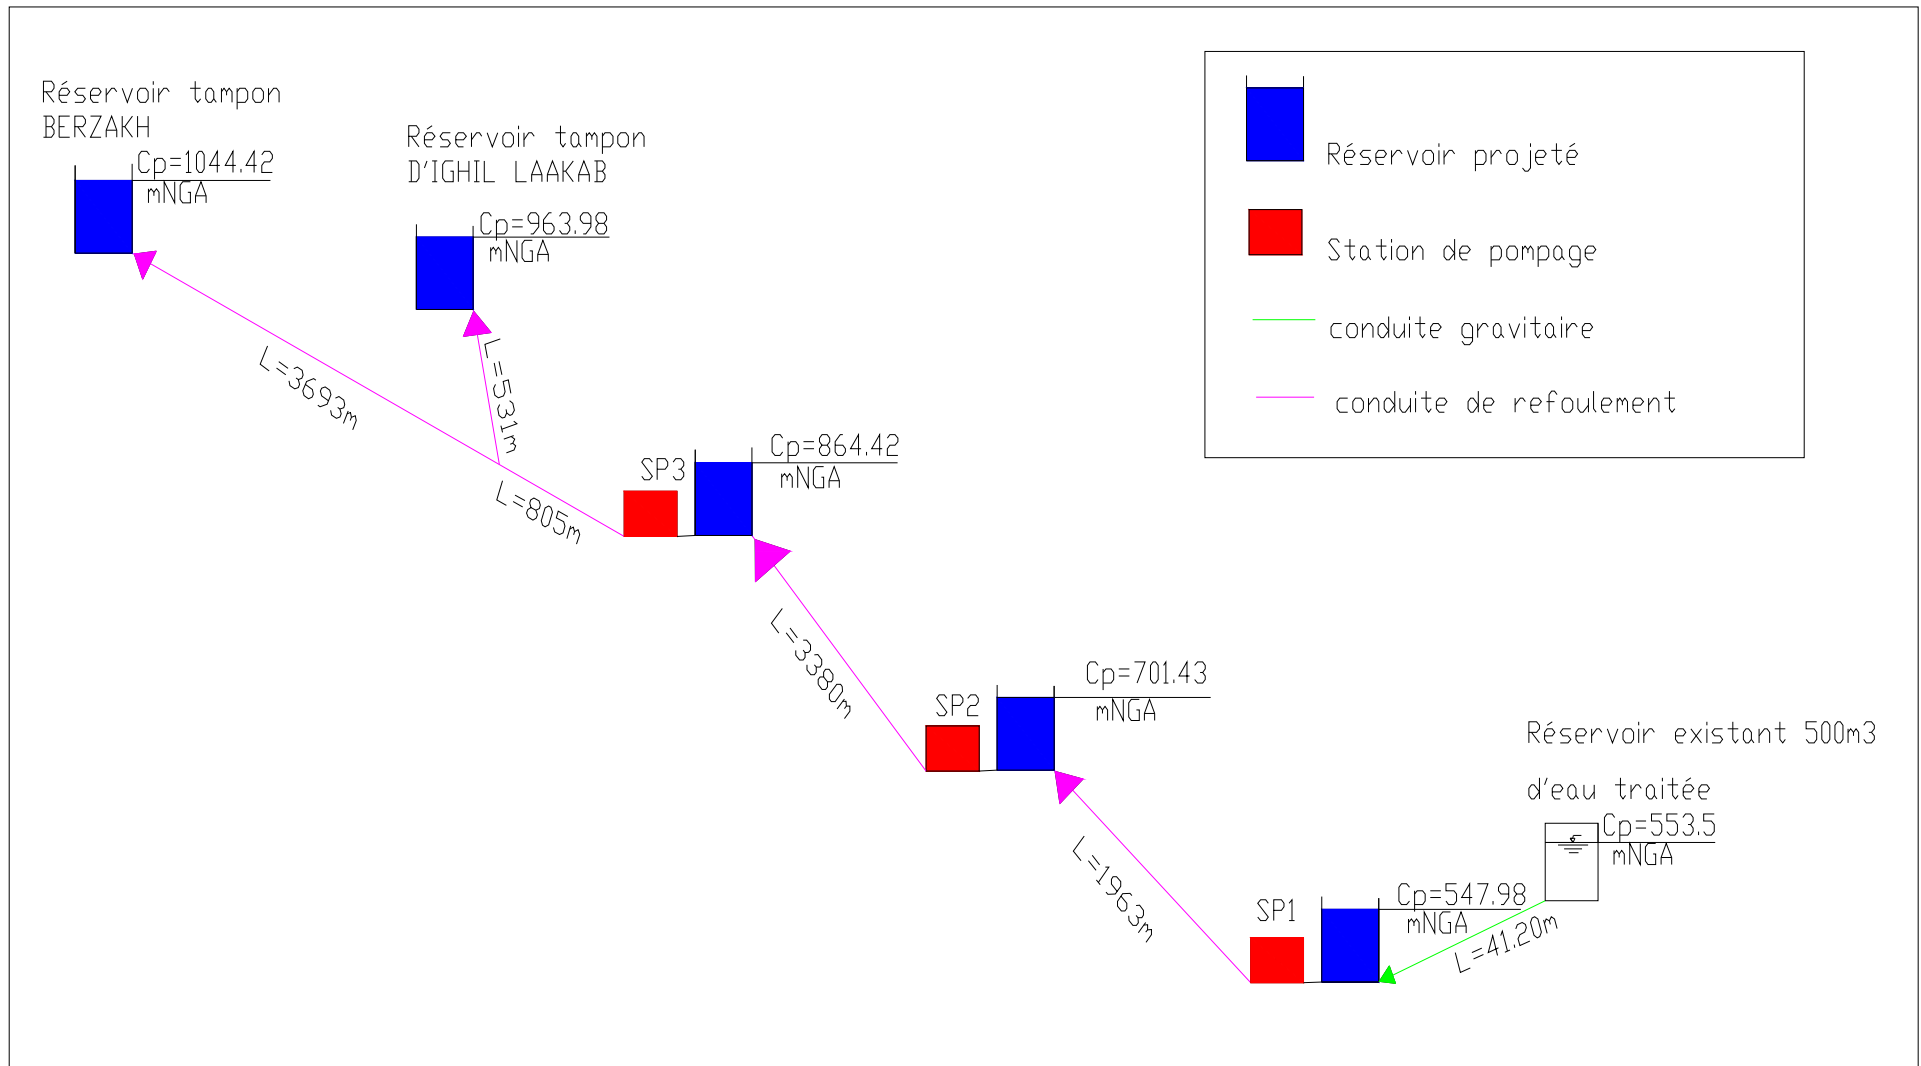 Réservoir tampon
BERZAKH
Cp=1044.42
mNGA
Réservoir tampon
D'IGHIL LAAKAB
Cp=963.98
mNGA
L=3693m
L=531m
L=805m
SP3
Cp=864.42
mNGA
L=3380m
SP2
Cp=701.43
mNGA
L=1963m
SP1
Cp=547.98
mNGA
L=41.20m
Réservoir existant 500m3
d'eau traitée
Cp=553.5
mNGA
Réservoir projeté
Station de pompage
conduite gravitaire
conduite de refoulement